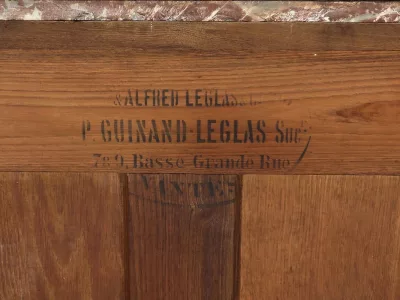 & ALFRED LEGLAS
P. GUINAND-LEGLAS Sucr
7&9, Basse-Grande Rue
NANTES